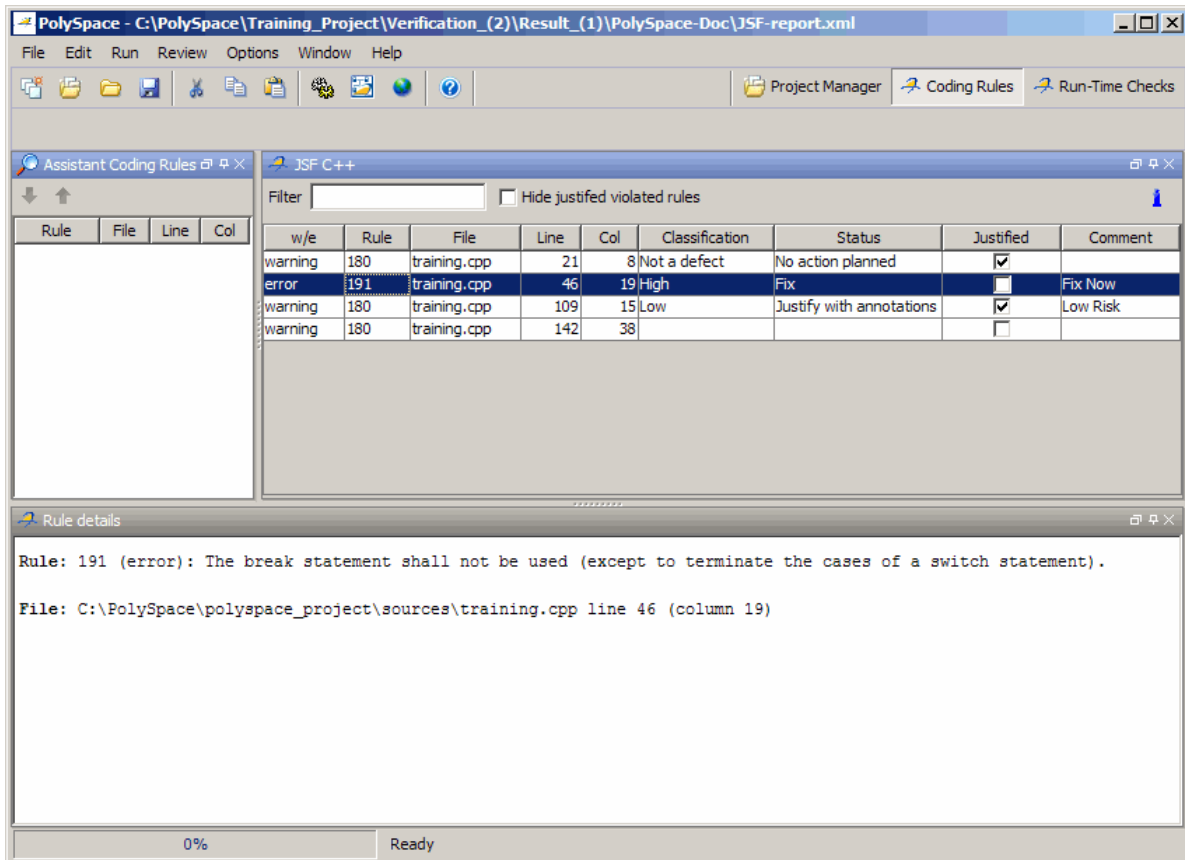 PolySpace - C:\PolySpace\Training_Project\Verification_(2)\Result_(1)\PolySpace-Doc\JSF-report.xml
File Edit Run Review Options Window Help
Project Manager Coding Rules Run-Time Checks
Assistant Coding Rules
Rule File Line Col
JSF C++
Filter Hide justifed violated rules
w/e Rule File Line Col Classification Status Justified Comment
warning 180 training.cpp 21 8 Not a defect No action planned
error 191 training.cpp 46 19 High Fix Fix Now
warning 180 training.cpp 109 15 Low Justify with annotations Low Risk
warning 180 training.cpp 142 38
Rule details
Rule: 191 (error): The break statement shall not be used (except to terminate the cases of a switch statement).
File: C:\PolySpace\polyspace_project\sources\training.cpp line 46 (column 19)
0% Ready